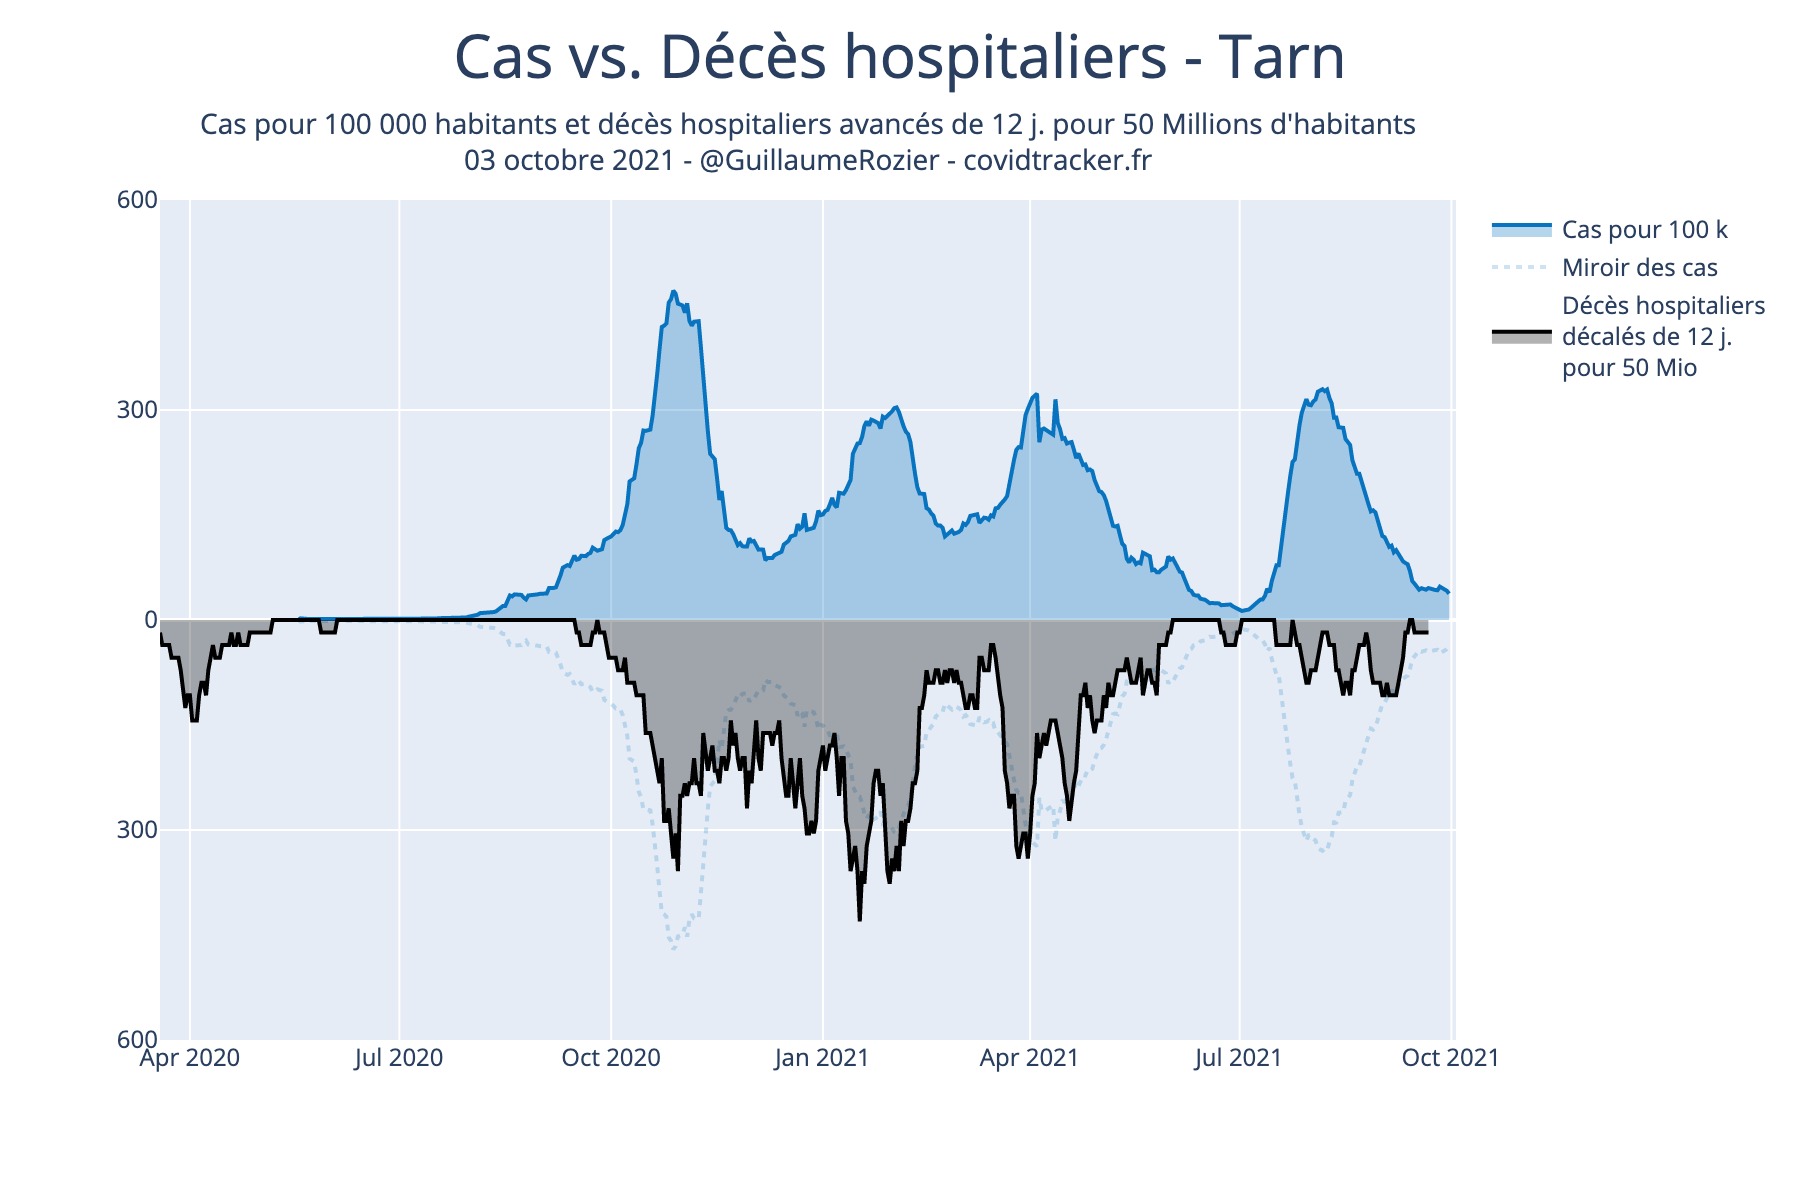 Cas vs. Décès hospitaliers - Tarn
Cas pour 100 000 habitants et décès hospitaliers avancés de 12 j. pour 50 Millions d'habitants
03 octobre 2021 - @GuillaumeRozier - covidtracker.fr
600
300
0
300
600
Apr 2020
Jul 2020
Oct 2020
Jan 2021
Apr 2021
Jul 2021
Oct 2021
Cas pour 100 k
Miroir des cas
Décès hospitaliers
décalés de 12 j.
pour 50 Mio